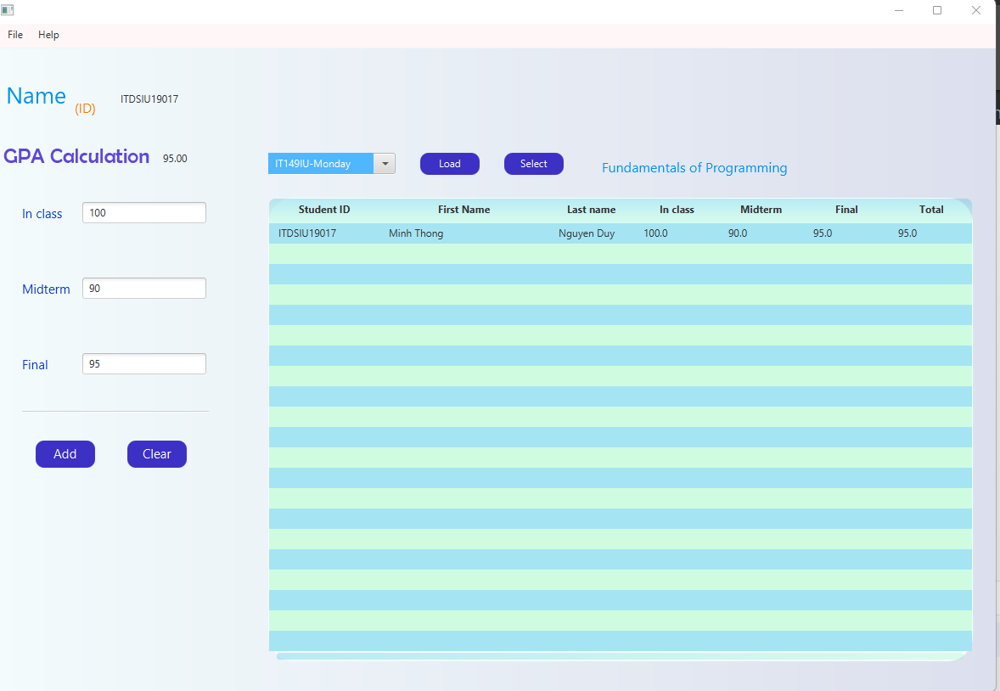 File Help
Name (ID) ITDSIU19017
GPA Calculation 95.00
IT149IU-Monday Load Select Fundamentals of Programming
In class 100
Midterm 90
Final 95
Add Clear
Student ID First Name Last name In class Midterm Final Total
ITDSIU19017 Minh Thong Nguyen Duy 100.0 90.0 95.0 95.0